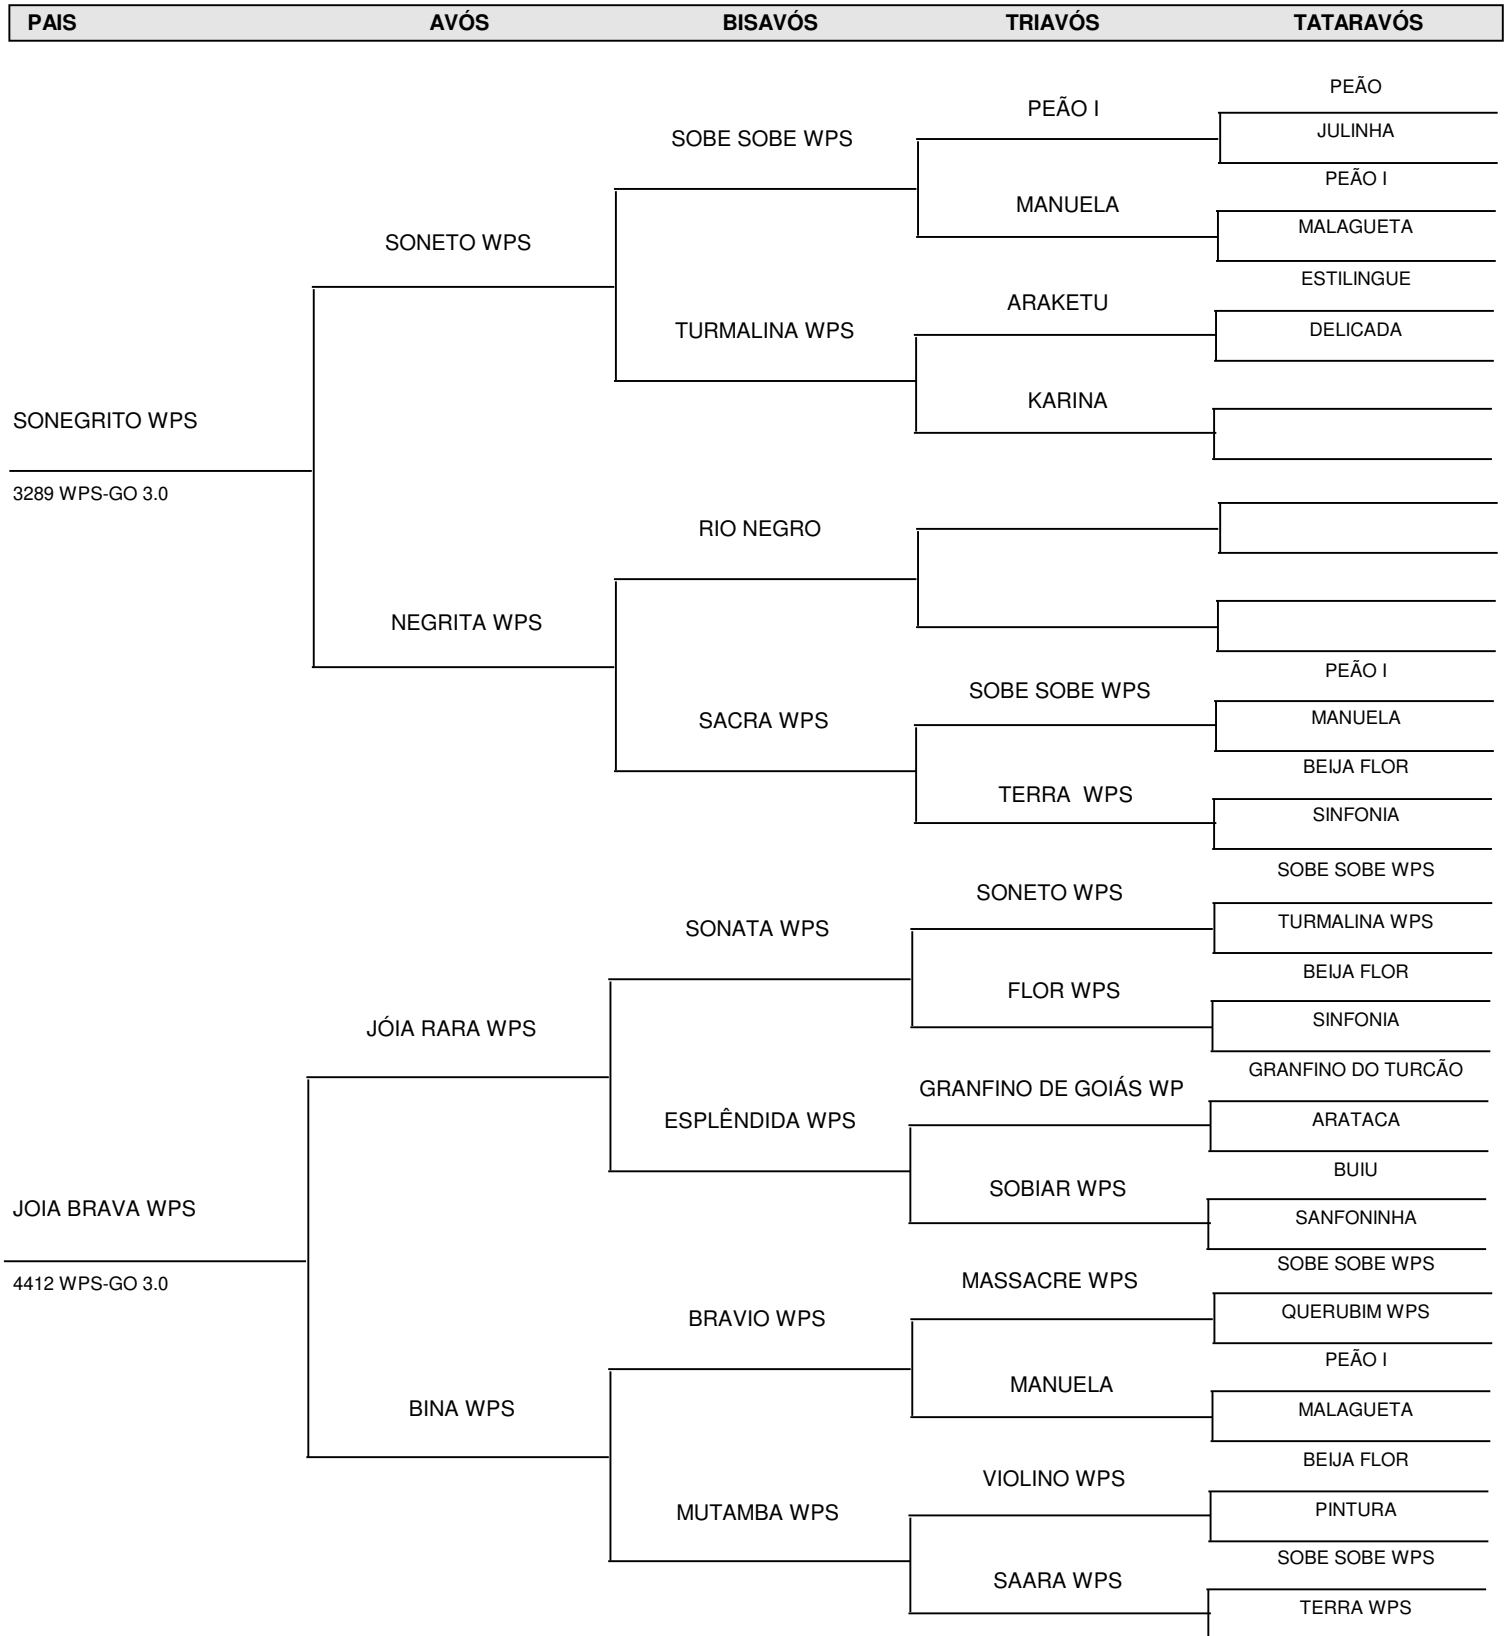 PAIS AVÓS BISAVÓS TRIAVÓS TATARAVÓS
PEÃO
PEÃO I
JULINHA
SOBE SOBE WPS
PEÃO I
MANUELA
MALAGUETA
SONETO WPS
ESTILINGUE
ARAKETU
DELICADA
TURMALINA WPS
KARINA
SONEGRITO WPS
3289 WPS-GO 3.0
RIO NEGRO
NEGRITA WPS
PEÃO I
SOBE SOBE WPS
MANUELA
SACRA WPS
BEIJA FLOR
TERRA WPS
SINFONIA
SOBE SOBE WPS
SONETO WPS
TURMALINA WPS
SONATA WPS
BEIJA FLOR
FLOR WPS
SINFONIA
JÓIA RARA WPS
GRANFINO DO TURCÃO
GRANFINO DE GOIÁS WP
ARATACA
ESPLÊNDIDA WPS
BUIU
SOBIAR WPS
SANFONINHA
JOIA BRAVA WPS
4412 WPS-GO 3.0
SOBE SOBE WPS
MASSACRE WPS
QUERUBIM WPS
BRAVIO WPS
PEÃO I
MANUELA
MALAGUETA
BINA WPS
BEIJA FLOR
VIOLINO WPS
PINTURA
MUTAMBA WPS
SOBE SOBE WPS
SAARA WPS
TERRA WPS